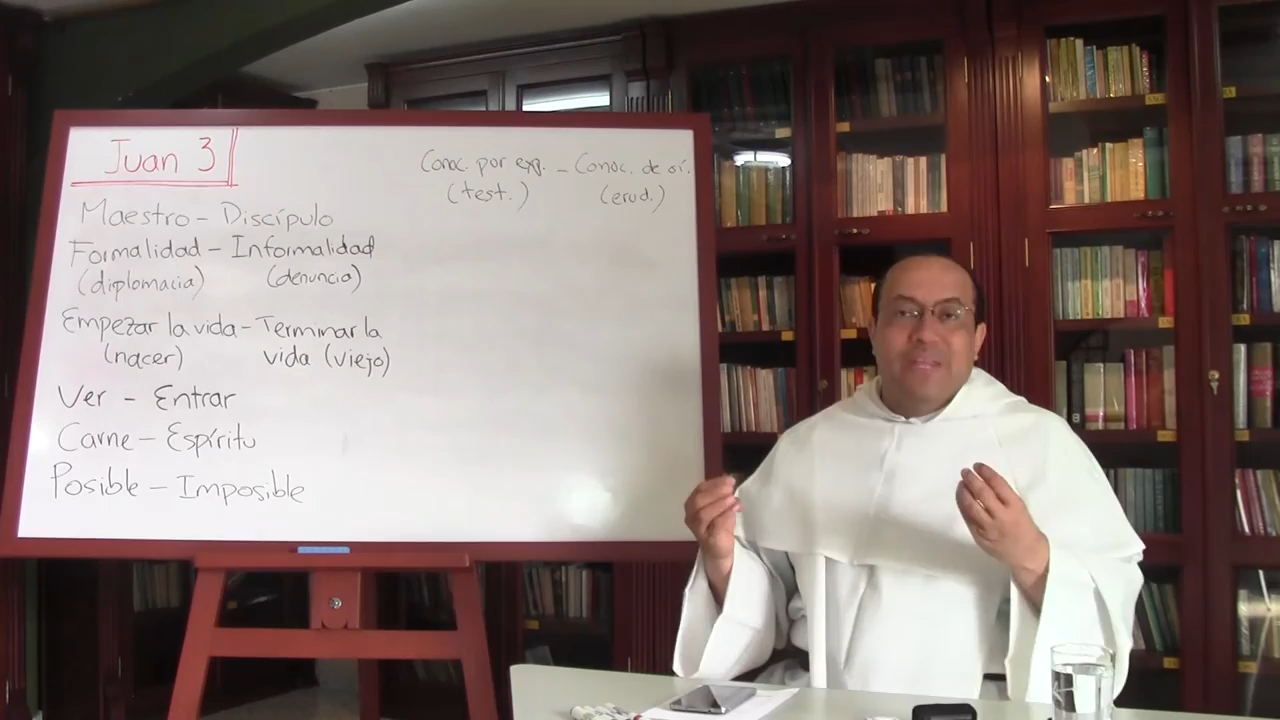 Juan 3
Maestro - Discípulo
Formalidad - Informalidad
(diplomacia) (denuncia)
Empezar la vida - Terminar la
(nacer) vida (viejo)
Ver - Entrar
Carne - Espíritu
Posible - Imposible
Conoc. por exp. - Conoc. de oí.
(test.) (erud.)